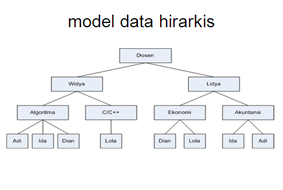 model data hirarkis
Dosen
Widya Lidya
Algoritma C/C++ Ekonomi Akuntansi
Adi Ida Dian Lola Dian Lola Ida Adi